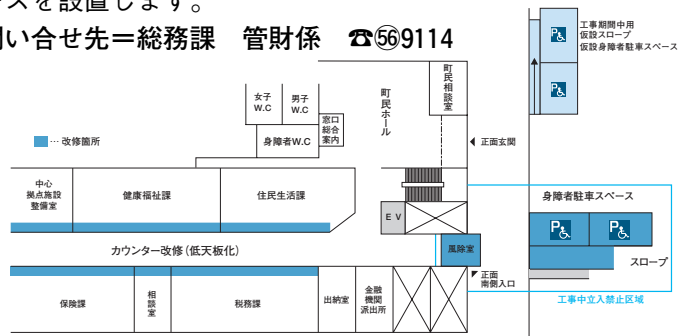 ースを設置します。
問い合せ先＝総務課 管財係 ☎569114
工事期間中用
仮設スロープ
仮設身障者駐車スペース
P
P
町民相談室
町民ホール
女子
W.C
男子
W.C
窓口
総合
案内
身障者W.C
…改修箇所
正面玄関
中心
拠点施設
整備室
健康福祉課
住民生活課
EV
身障者駐車スペース
P
P
カウンター改修（低天板化）
風除室
スロープ
正面
南側入口
保険課
相談室
税務課
出納室
金融
機関
派出所
工事中立入禁止区域